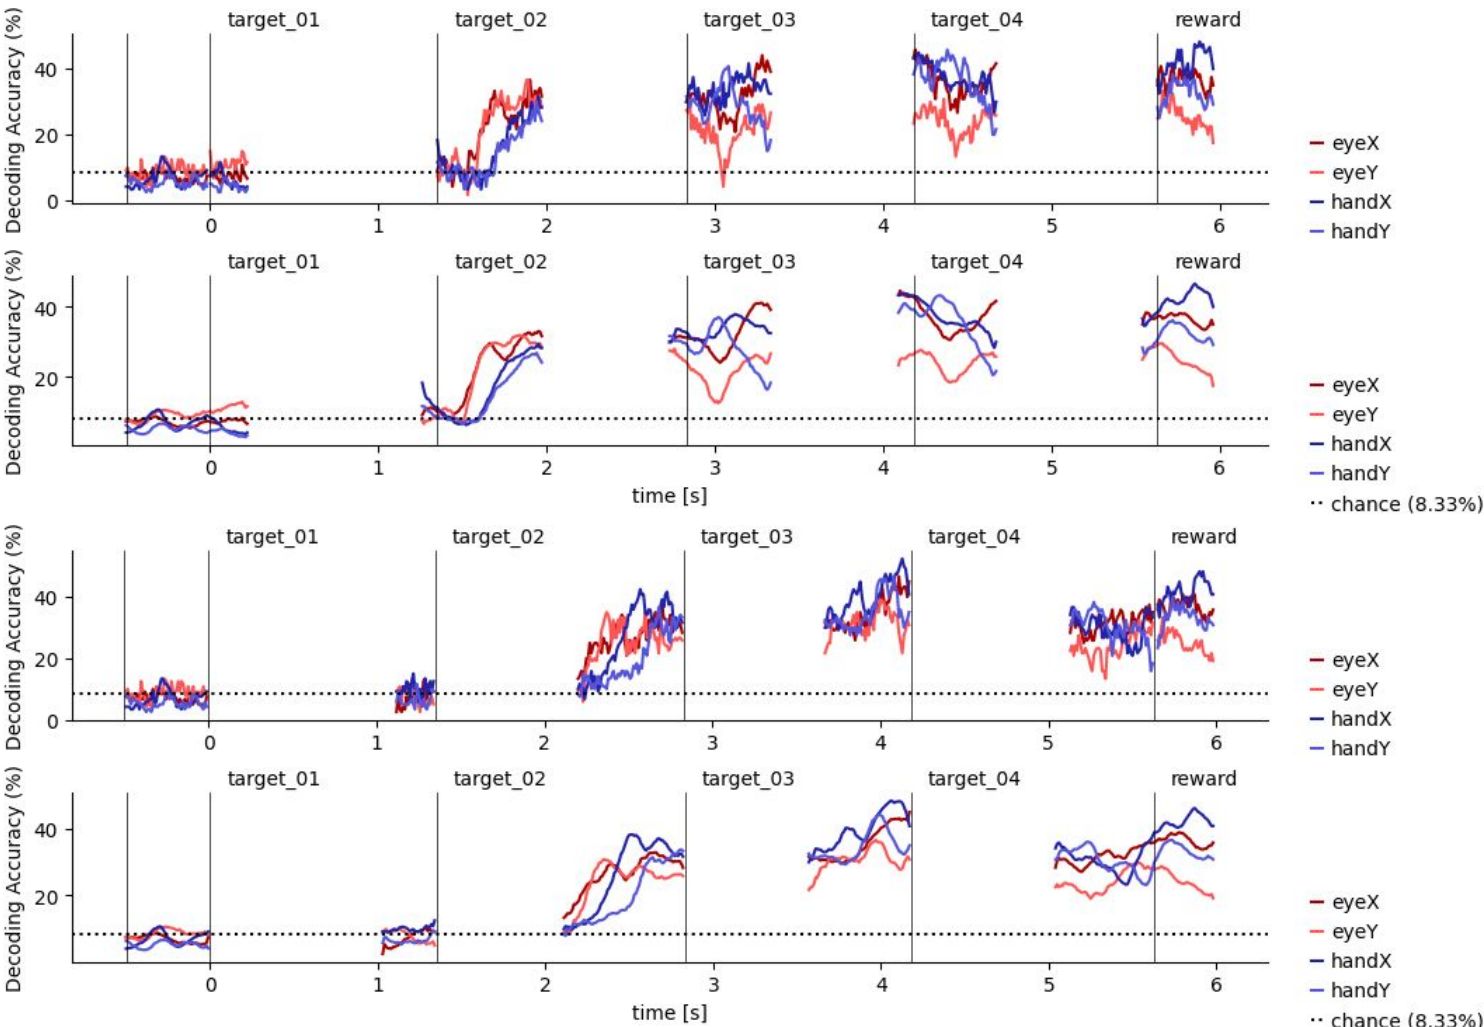 target_01 target_02 target_03 target_04 reward
Decoding Accuracy (%)
40
20
0
0 1 2 3 4 5 6
eyeX
eyeY
handX
handY
target_01 target_02 target_03 target_04 reward
Decoding Accuracy (%)
40
20
0 1 2 3 4 5 6
time [s]
eyeX
eyeY
handX
handY
chance (8.33%)
target_01 target_02 target_03 target_04 reward
Decoding Accuracy (%)
40
20
0
0 1 2 3 4 5 6
eyeX
eyeY
handX
handY
target_01 target_02 target_03 target_04 reward
Decoding Accuracy (%)
40
20
0 1 2 3 4 5 6
time [s]
eyeX
eyeY
handX
handY
chance (8.33%)